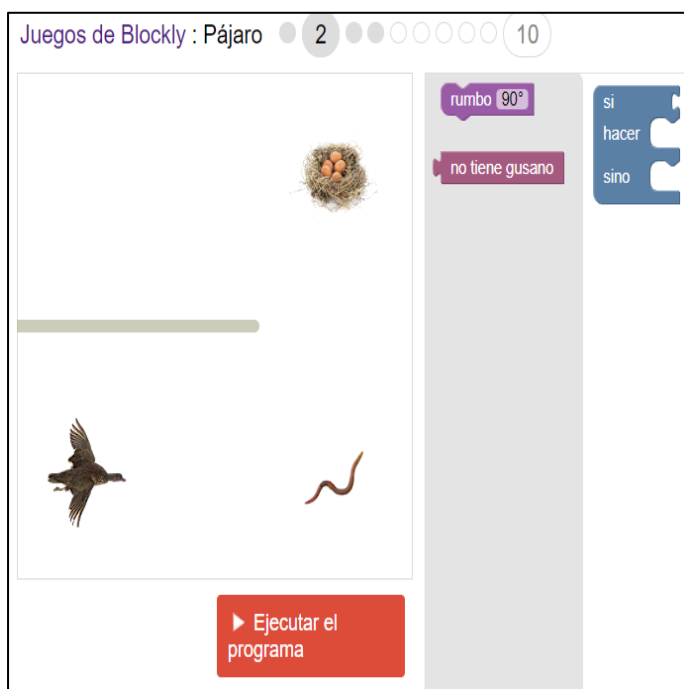 Juegos de Blockly : Pájaro 2 10
rumbo 90°
no tiene gusano
si
hacer
sino
Ejecutar el
programa